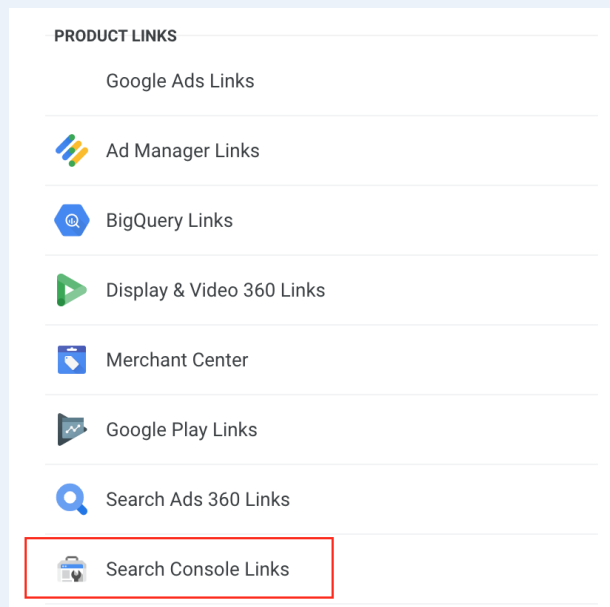 PRODUCT LINKS
Google Ads Links
Ad Manager Links
BigQuery Links
Display & Video 360 Links
Merchant Center
Google Play Links
Search Ads 360 Links
Search Console Links